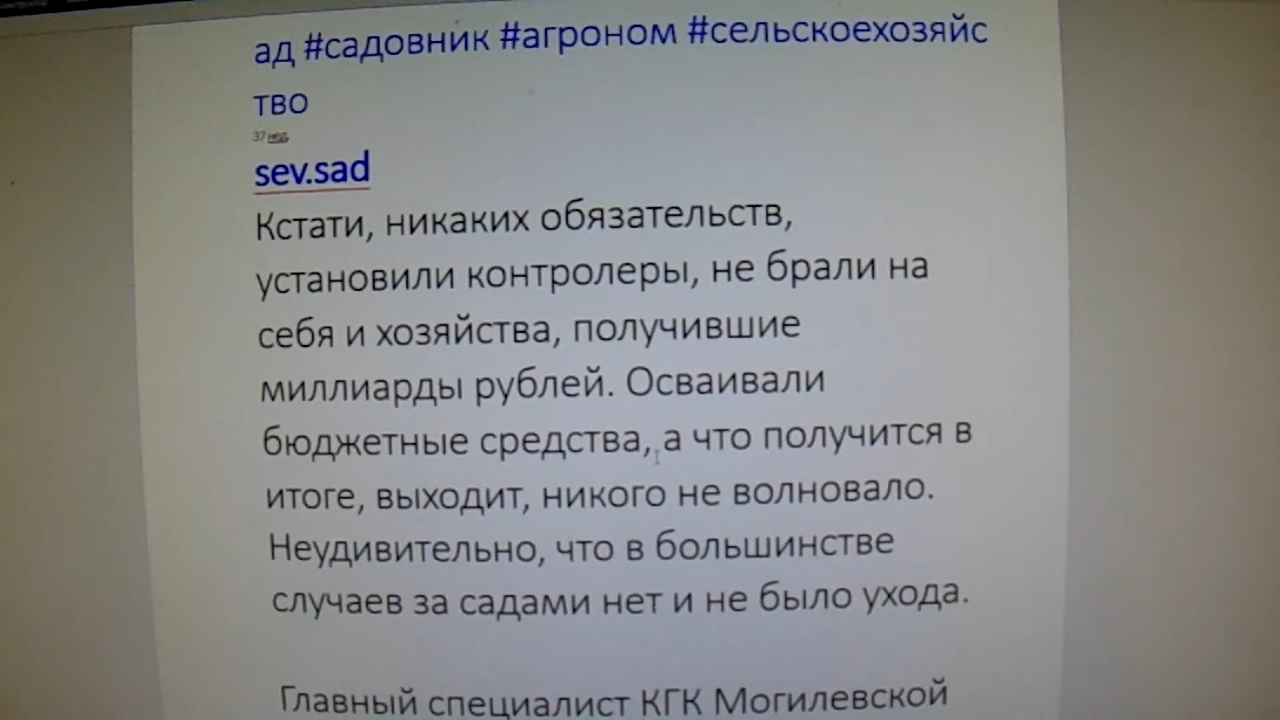 ад #садовник #агроном #сельскоехозяйс
тво
37 нед.
sev.sad
Кстати, никаких обязательств,
установили контролеры, не брали на
себя и хозяйства, получившие
миллиарды рублей. Осваивали
бюджетные средства, а что получится в
итоге, выходит, никого не волновало.
Неудивительно, что в большинстве
случаев за садами нет и не было ухода.
Главный специалист КГК Могилевской